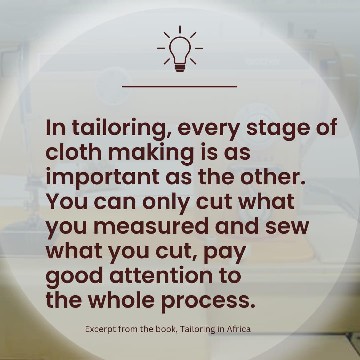 In tailoring, every stage of
cloth making is as
important as the other.
You can only cut what
you measured and sew
what you cut, pay
good attention to
the whole process.
Excerpt from the book, Tailoring in Africa